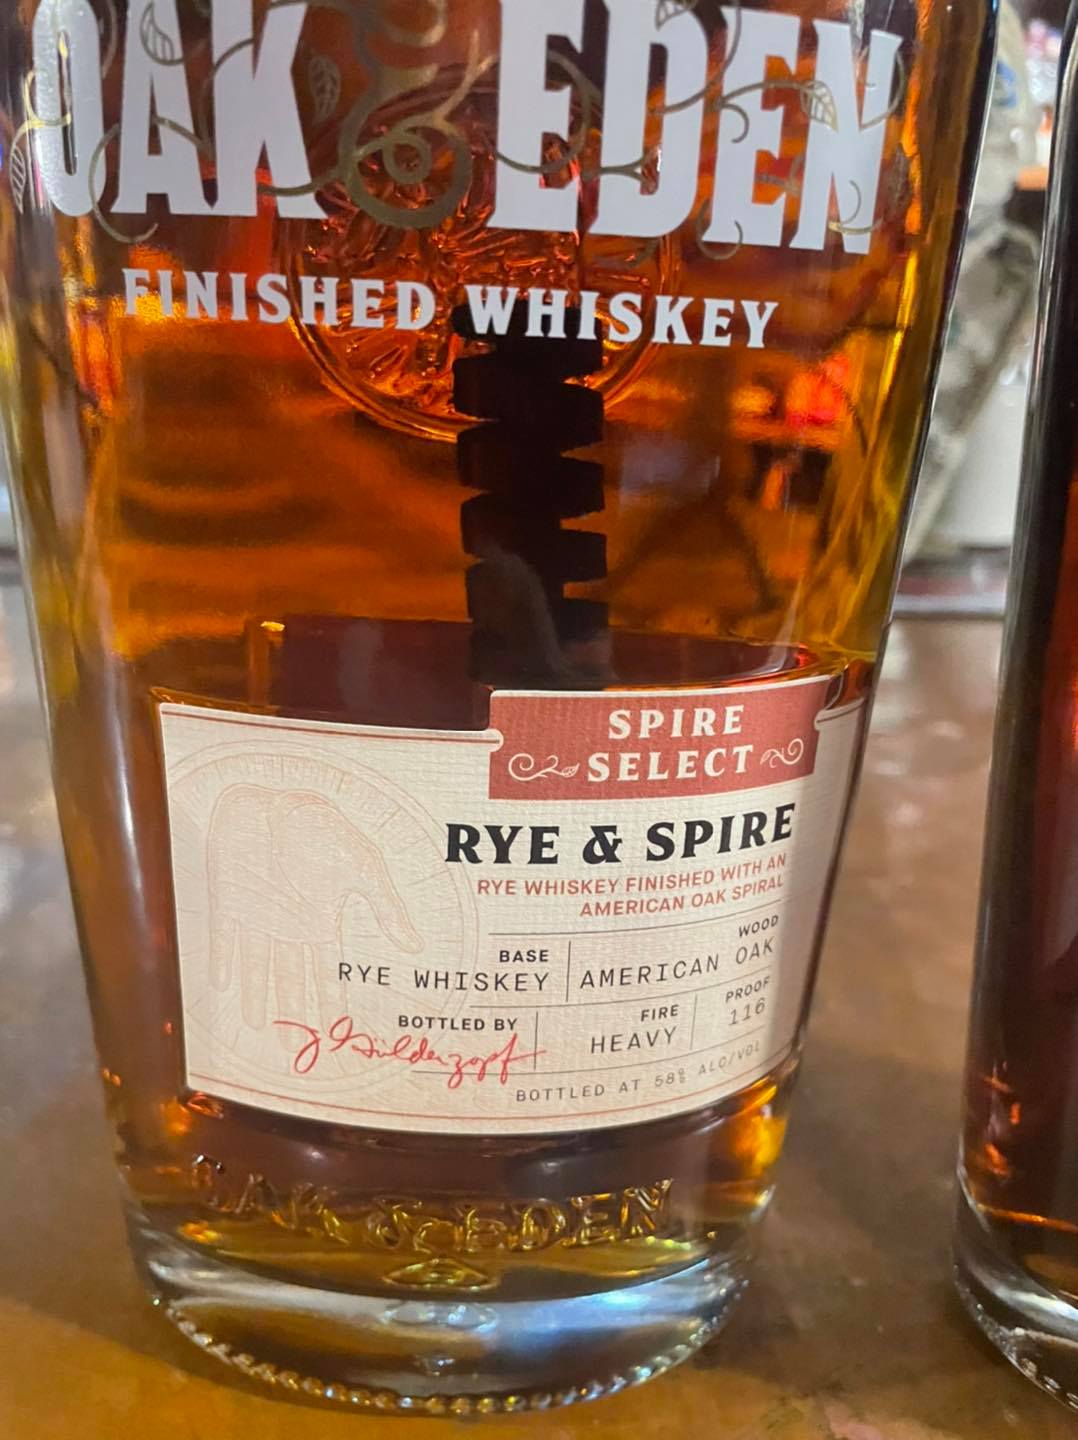 OAK & EDEN
FINISHED WHISKEY
SPIRE
SELECT
RYE & SPIRE
RYE WHISKEY FINISHED WITH AN
AMERICAN OAK SPIRAL
BASE
RYE WHISKEY
WOOD
AMERICAN OAK
BOTTLED BY
FIRE
HEAVY
PROOF
116
BOTTLED AT 58% ALC/VOL
OAK & EDEN